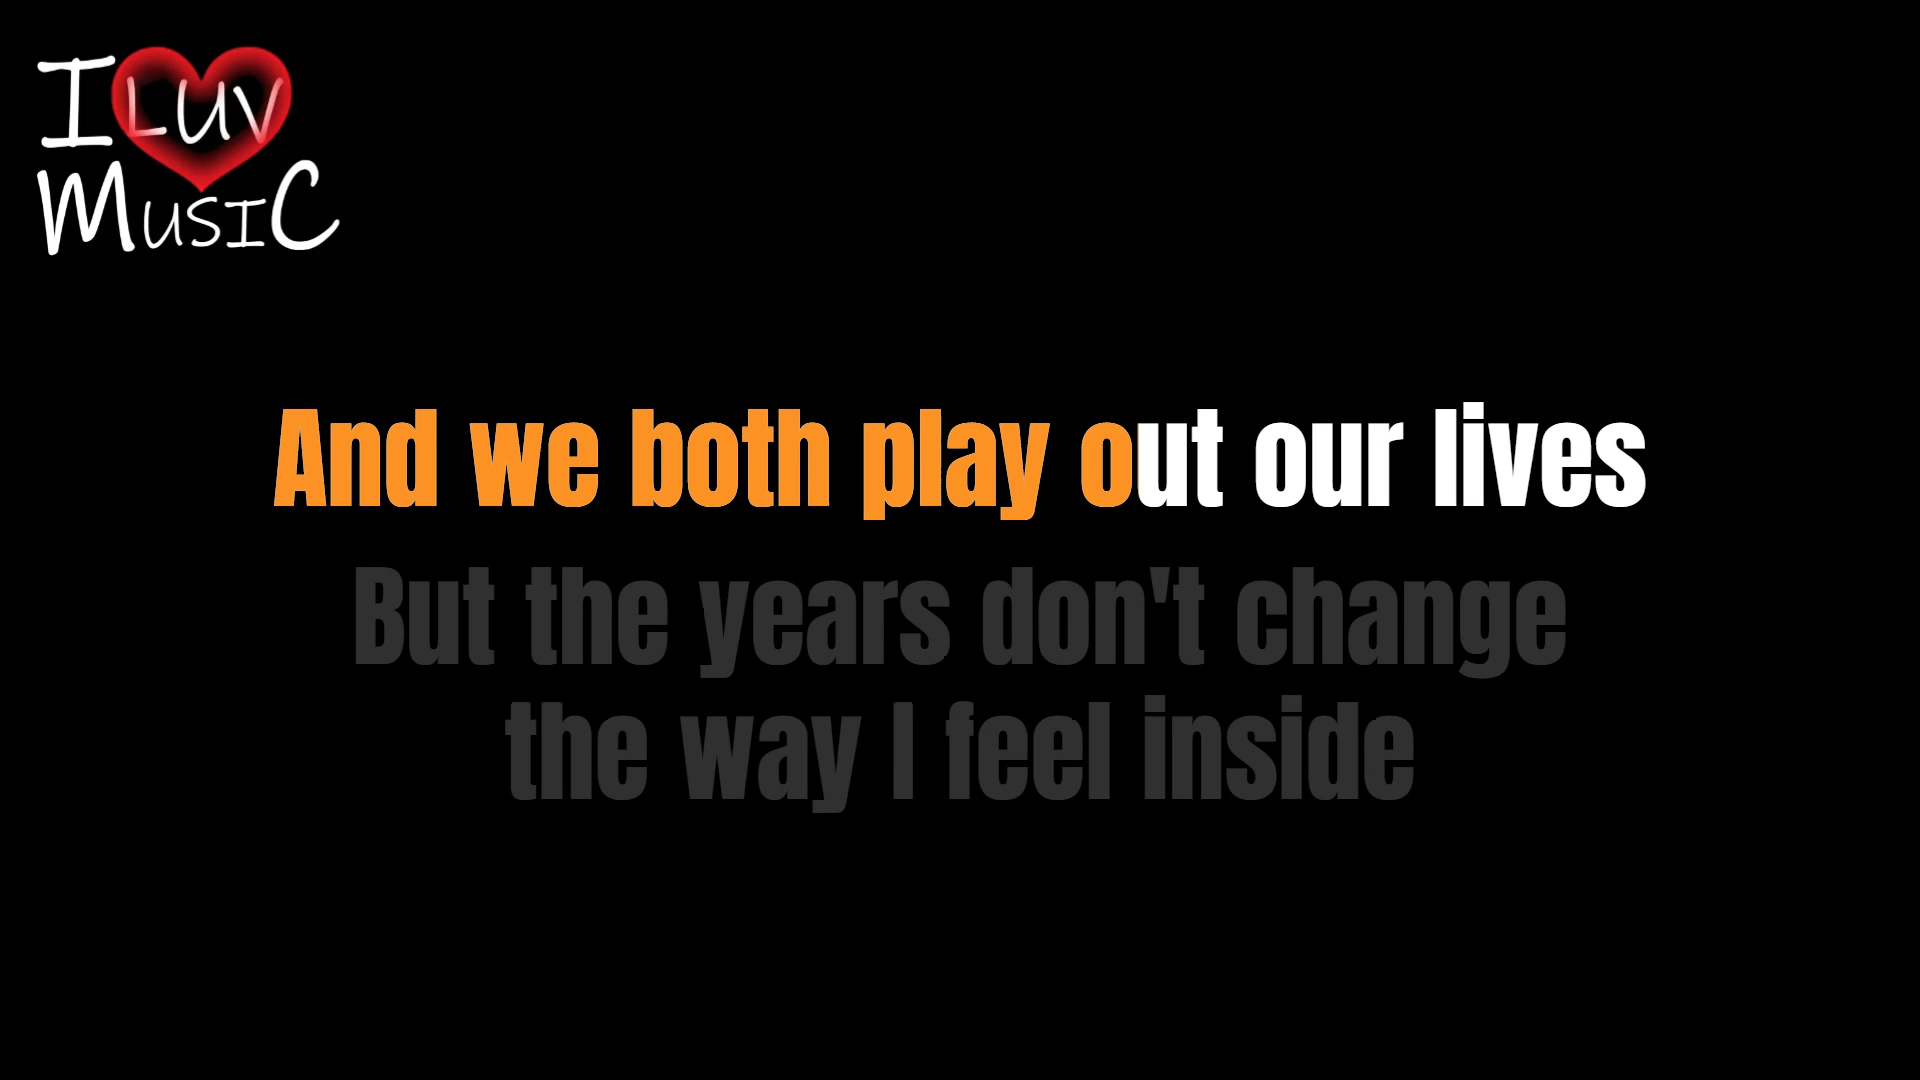 I LUV
MUSIC
And we both play out our lives
But the years don't change
the way I feel inside